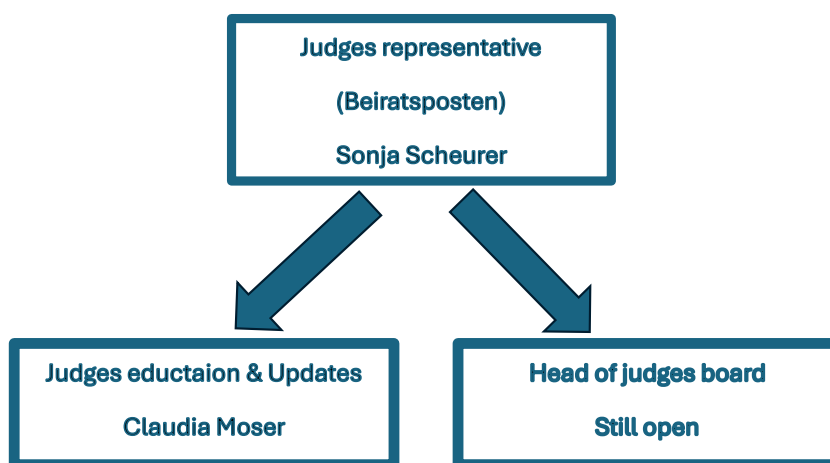 Judges representative
(Beiratsposten)
Sonja Scheurer
Judges eductaion & Updates
Claudia Moser
Head of judges board
Still open